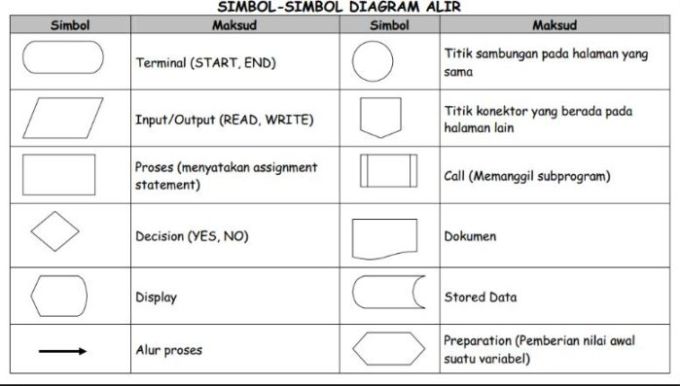 SIMBOL-SIMBOL DIAGRAM ALIR
Simbol Maksud Simbol Maksud
Terminal (START, END)
Titik sambungan pada halaman yang
sama
Input/Output (READ, WRITE)
Titik konektor yang berada pada
halaman lain
Proses (menyatakan assignment
statement)
Call (Memanggil subprogram)
Decision (YES, NO)
Dokumen
Display
Stored Data
Alur proses
Preparation (Pemberian nilai awal
suatu variabel)